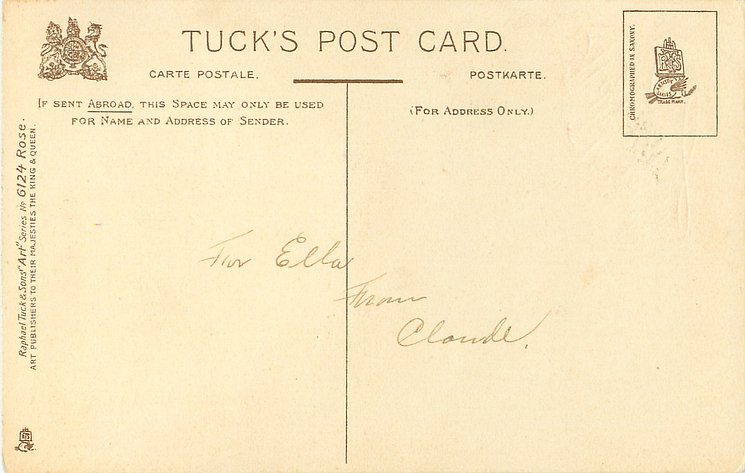 TUCK'S POST CARD.
CARTE POSTALE.
POSTKARTE.
IF SENT ABROAD, THIS SPACE MAY ONLY BE USED
FOR NAME AND ADDRESS OF SENDER.
(FOR ADDRESS ONLY.)
CHROMOGRAPHED IN SAXONY.
TRADE MARK.
Raphael Tuck & Sons' "Art" Series No 6124 Rose.
ART PUBLISHERS TO THEIR MAJESTIES THE KING & QUEEN.
For Ella
From
Claude.